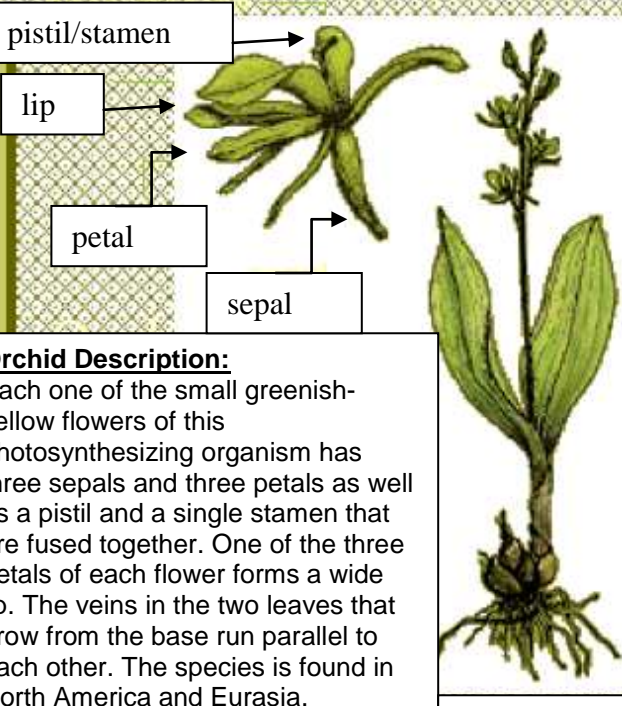 pistil/stamen
lip
petal
sepal
rchid Description:
ach one of the small greenish-
ellow flowers of this
hotosynthesizing organism has
hree sepals and three petals as well
s a pistil and a single stamen that
re fused together. One of the three
etals of each flower forms a wide
p. The veins in the two leaves that
row from the base run parallel to
ach other. The species is found in
orth America and Eurasia.